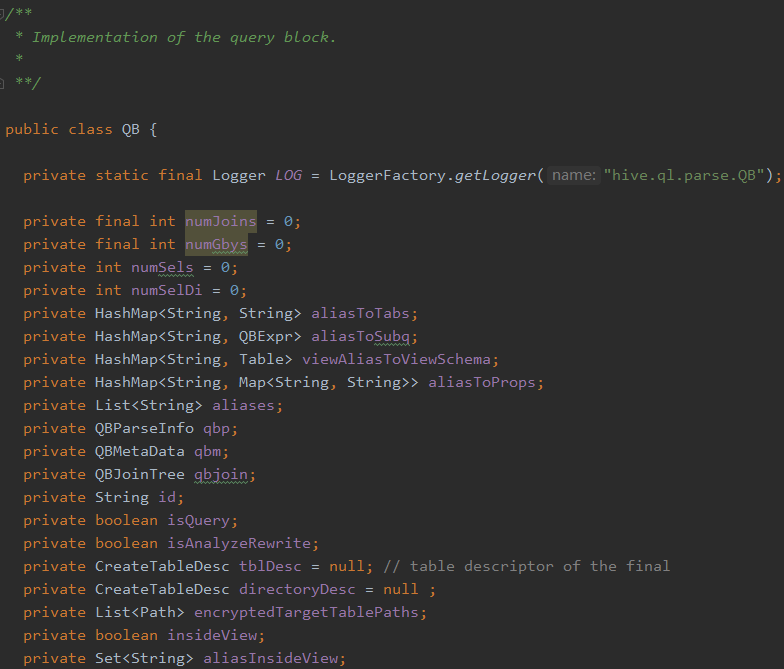 /**
 * Implementation of the query block.
 *
 **/
public class QB {
private static final Logger LOG = LoggerFactory.getLogger( name: "hive.ql.parse.QB");
private final int numJoins = 0;
private final int numGbys = 0;
private int numSels = 0;
private int numSelDi = 0;
private HashMap<String, String> aliasToTabs;
private HashMap<String, QBExpr> aliasToSubq;
private HashMap<String, Table> viewAliasToViewSchema;
private HashMap<String, Map<String, String>> aliasToProps;
private List<String> aliases;
private QBParseInfo qbp;
private QBMetaData qbm;
private QBJoinTree qbjoin;
private String id;
private boolean isQuery;
private boolean isAnalyzeRewrite;
private CreateTableDesc tblDesc = null; // table descriptor of the final
private CreateTableDesc directoryDesc = null ;
private List<Path> encryptedTargetTablePaths;
private boolean insideView;
private Set<String> aliasInsideView;